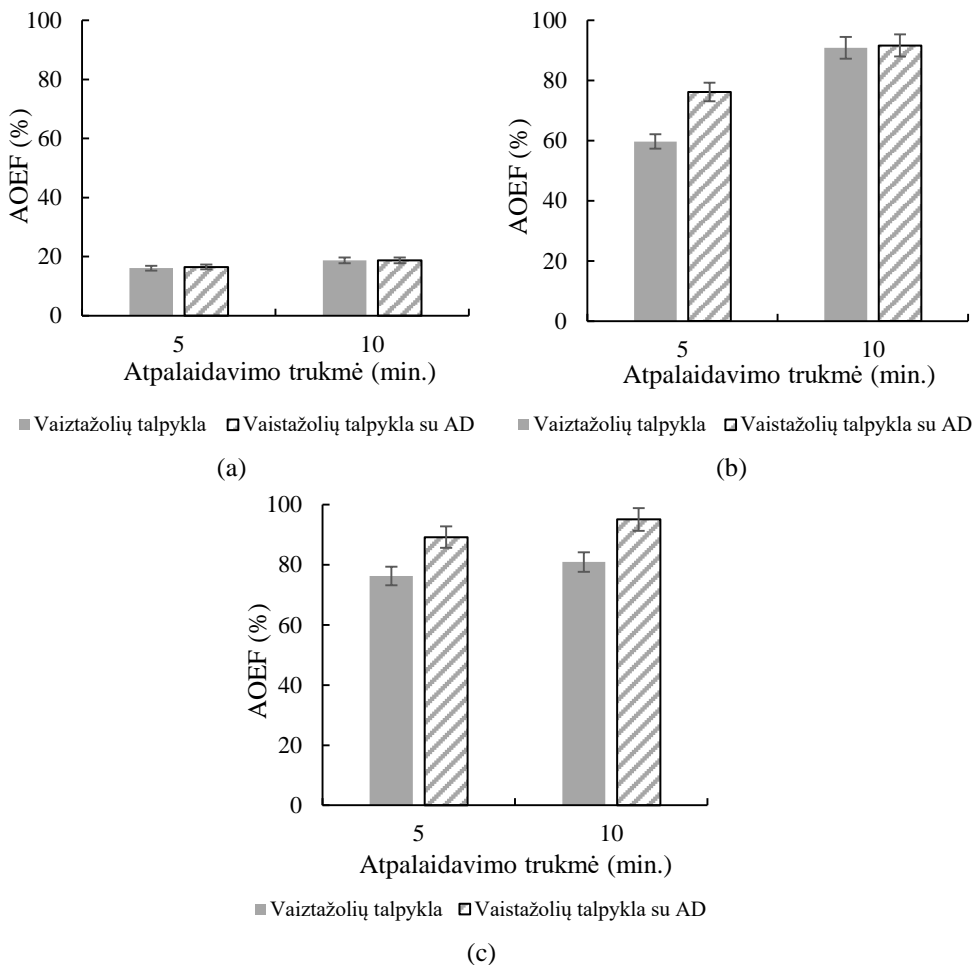 100
80
60
40
20
0
AOEF (%)
5
10
Atpalaidavimo trukmė (min.)
Vaiztažolių talpykla
Vaistažolių talpykla su AD
(a)
100
80
60
40
20
0
AOEF (%)
5
10
Atpalaidavimo trukmė (min.)
Vaiztažolių talpykla
Vaistažolių talpykla su AD
(b)
100
80
60
40
20
0
AOEF (%)
5
10
Atpalaidavimo trukmė (min.)
Vaiztažolių talpykla
Vaistažolių talpykla su AD
(c)